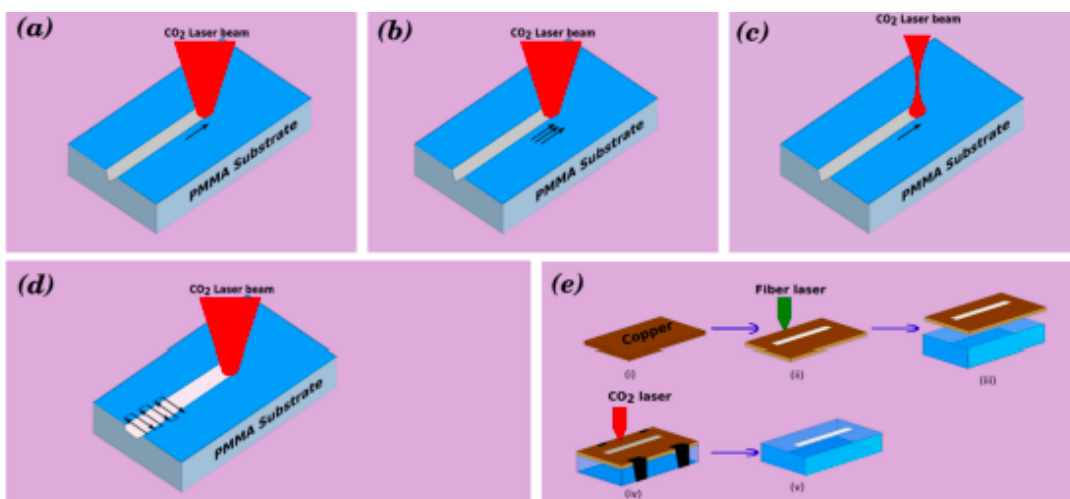 (a)
CO₂ Laser beam
PMMA Substrate
(b)
CO₂ Laser beam
PMMA Substrate
(c)
CO₂ Laser beam
PMMA Substrate
(d)
CO₂ Laser beam
PMMA Substrate
(e)
Fiber laser
Copper
(i)
(ii)
(iii)
CO₂ laser
(iv)
(v)